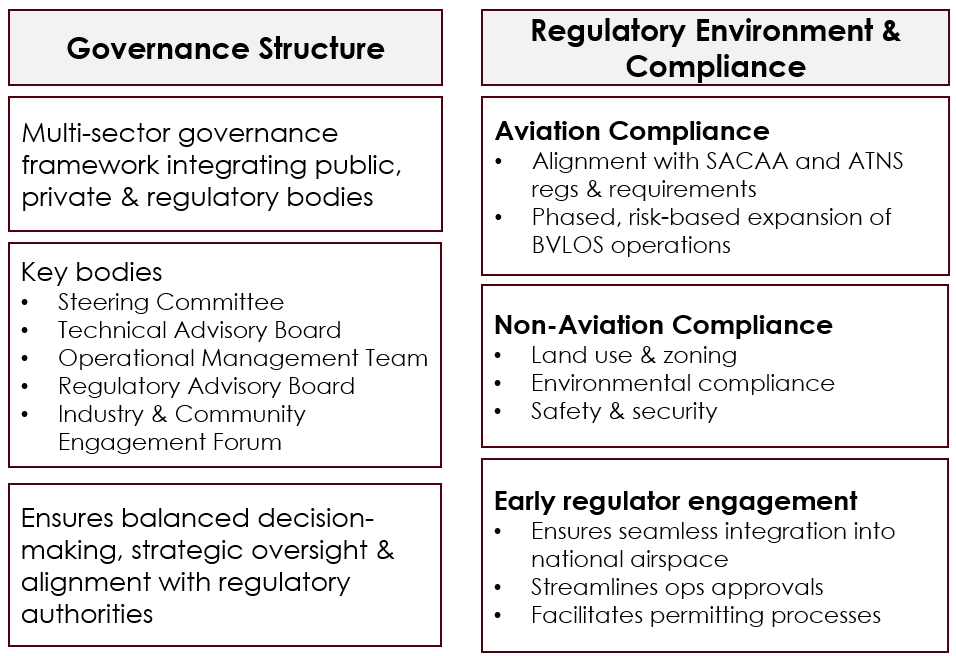 Governance Structure
Multi-sector governance
framework integrating public,
private & regulatory bodies
Key bodies
• Steering Committee
• Technical Advisory Board
• Operational Management Team
• Regulatory Advisory Board
• Industry & Community
Engagement Forum
Ensures balanced decision-
making, strategic oversight &
alignment with regulatory
authorities
Regulatory Environment &
Compliance
Aviation Compliance
• Alignment with SACAA and ATNS
regs & requirements
• Phased, risk-based expansion of
BVLOS operations
Non-Aviation Compliance
• Land use & zoning
• Environmental compliance
• Safety & security
Early regulator engagement
• Ensures seamless integration into
national airspace
• Streamlines ops approvals
• Facilitates permitting processes